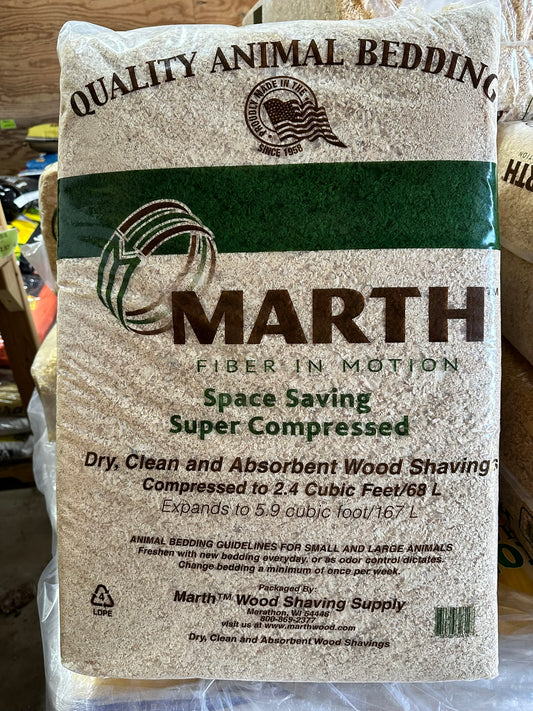 QUALITY ANIMAL BEDDING
PROUDLY MADE IN THE
SINCE 1958
MARTH™
FIBER IN MOTION
Space Saving
Super Compressed
Dry, Clean and Absorbent Wood Shavings
Compressed to 2.4 Cubic Feet/68 L
Expands to 5.9 cubic foot/167 L
ANIMAL BEDDING GUIDELINES FOR SMALL AND LARGE ANIMALS
Freshen with new bedding everyday, or as odor control dictates.
Change bedding a minimum of once per week.
Packaged By:
Marth™ Wood Shaving Supply
Marathon, WI 54448
800-869-2377
visit us at www.marthwood.com
Dry, Clean and Absorbent Wood Shavings
4
LDPE
RTH